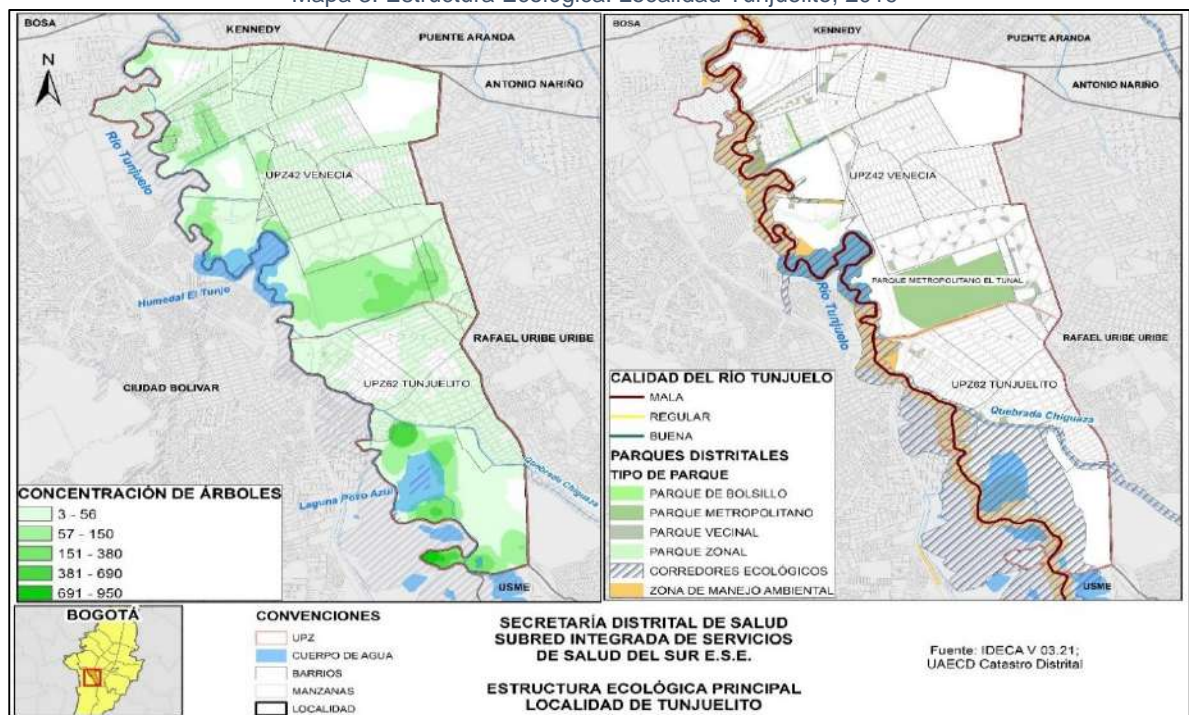 Mapa 3. Estructura Ecológica. Localidad Tunjuelito, 2018
BOSA
KENNEDY
PUENTE ARANDA
ANTONIO NARIÑO
N
Río Tunjuelo
UPZ42 VENECIA
Humedal El Tunjo
RAFAEL URIBE URIBE
CIUDAD BOLIVAR
UPZ62 TUNJUELITO
Quebrada Chiguaza
Laguna Pozo Azul
USME
CONCENTRACIÓN DE ÁRBOLES
3 - 56
57 - 150
151 - 380
381 - 690
691 - 950
BOSA
KENNEDY
PUENTE ARANDA
ANTONIO NARIÑO
UPZ42 VENECIA
PARQUE METROPOLITANO EL TUNAL
Río Tunjuelo
RAFAEL URIBE URIBE
UPZ62 TUNJUELITO
Quebrada Chiguaza
USME
CALIDAD DEL RÍO TUNJUELO
MALA
REGULAR
BUENA
PARQUES DISTRITALES
TIPO DE PARQUE
PARQUE DE BOLSILLO
PARQUE METROPOLITANO
PARQUE VECINAL
PARQUE ZONAL
CORREDORES ECOLÓGICOS
ZONA DE MANEJO AMBIENTAL
BOGOTÁ
CONVENCIONES
UPZ
CUERPO DE AGUA
BARRIOS
MANZANAS
LOCALIDAD
SECRETARÍA DISTRITAL DE SALUD
SUBRED INTEGRADA DE SERVICIOS
DE SALUD DEL SUR E.S.E.
ESTRUCTURA ECOLÓGICA PRINCIPAL
LOCALIDAD DE TUNJUELITO
Fuente: IDECA V 03.21;
UAECD Catastro Distrital